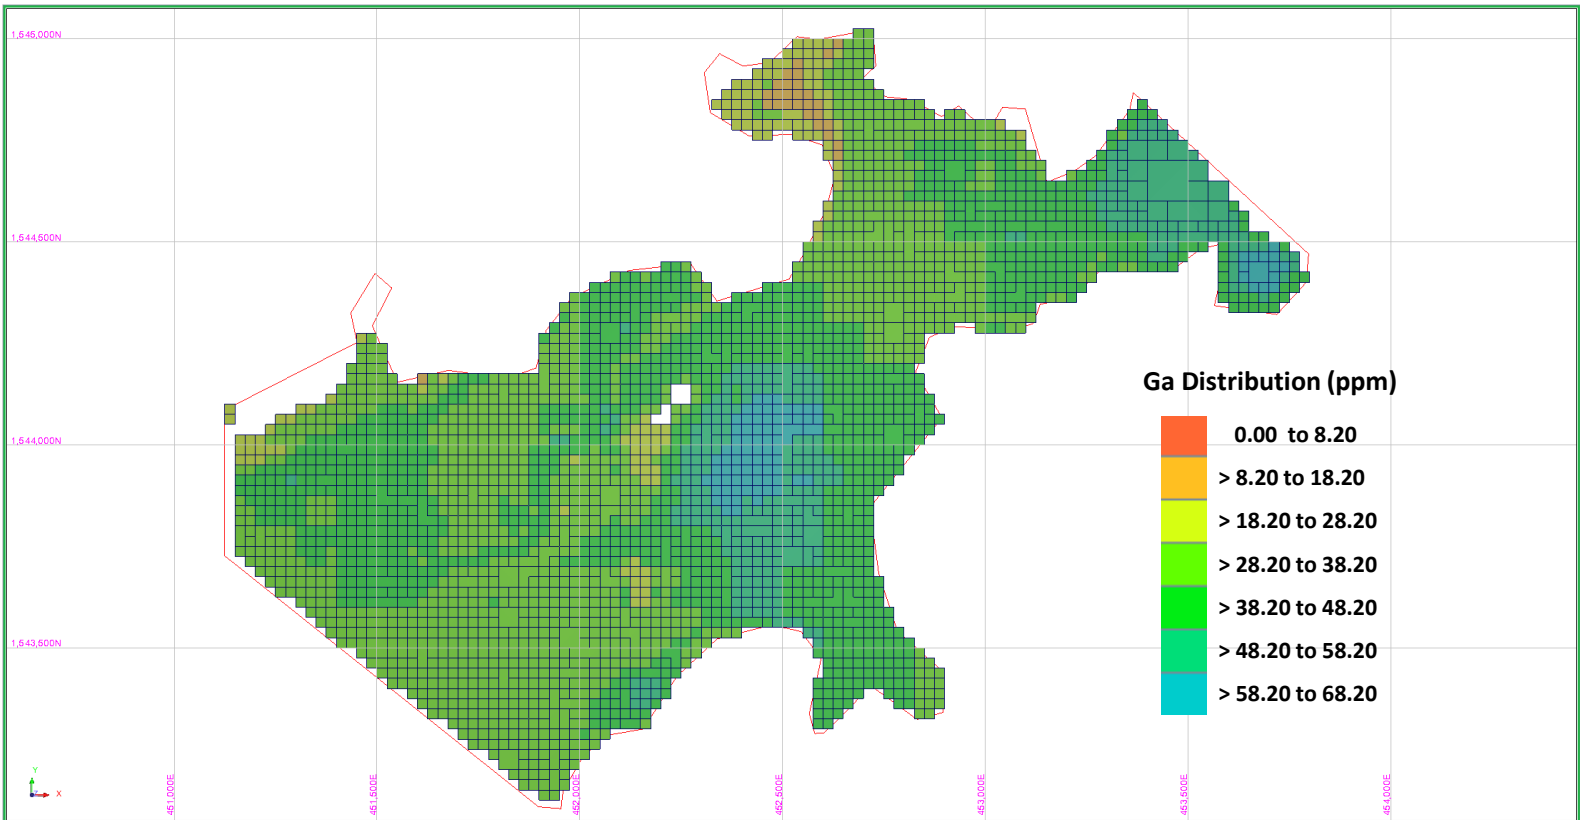 1,545,000N
1,544,500N
1,544,000N
1,543,500N
Ga Distribution (ppm)
0.00 to 8.20
> 8.20 to 18.20
> 18.20 to 28.20
> 28.20 to 38.20
> 38.20 to 48.20
> 48.20 to 58.20
> 58.20 to 68.20
Y
X
451,000E
451,500E
452,000E
452,500E
453,000E
453,500E
454,000E